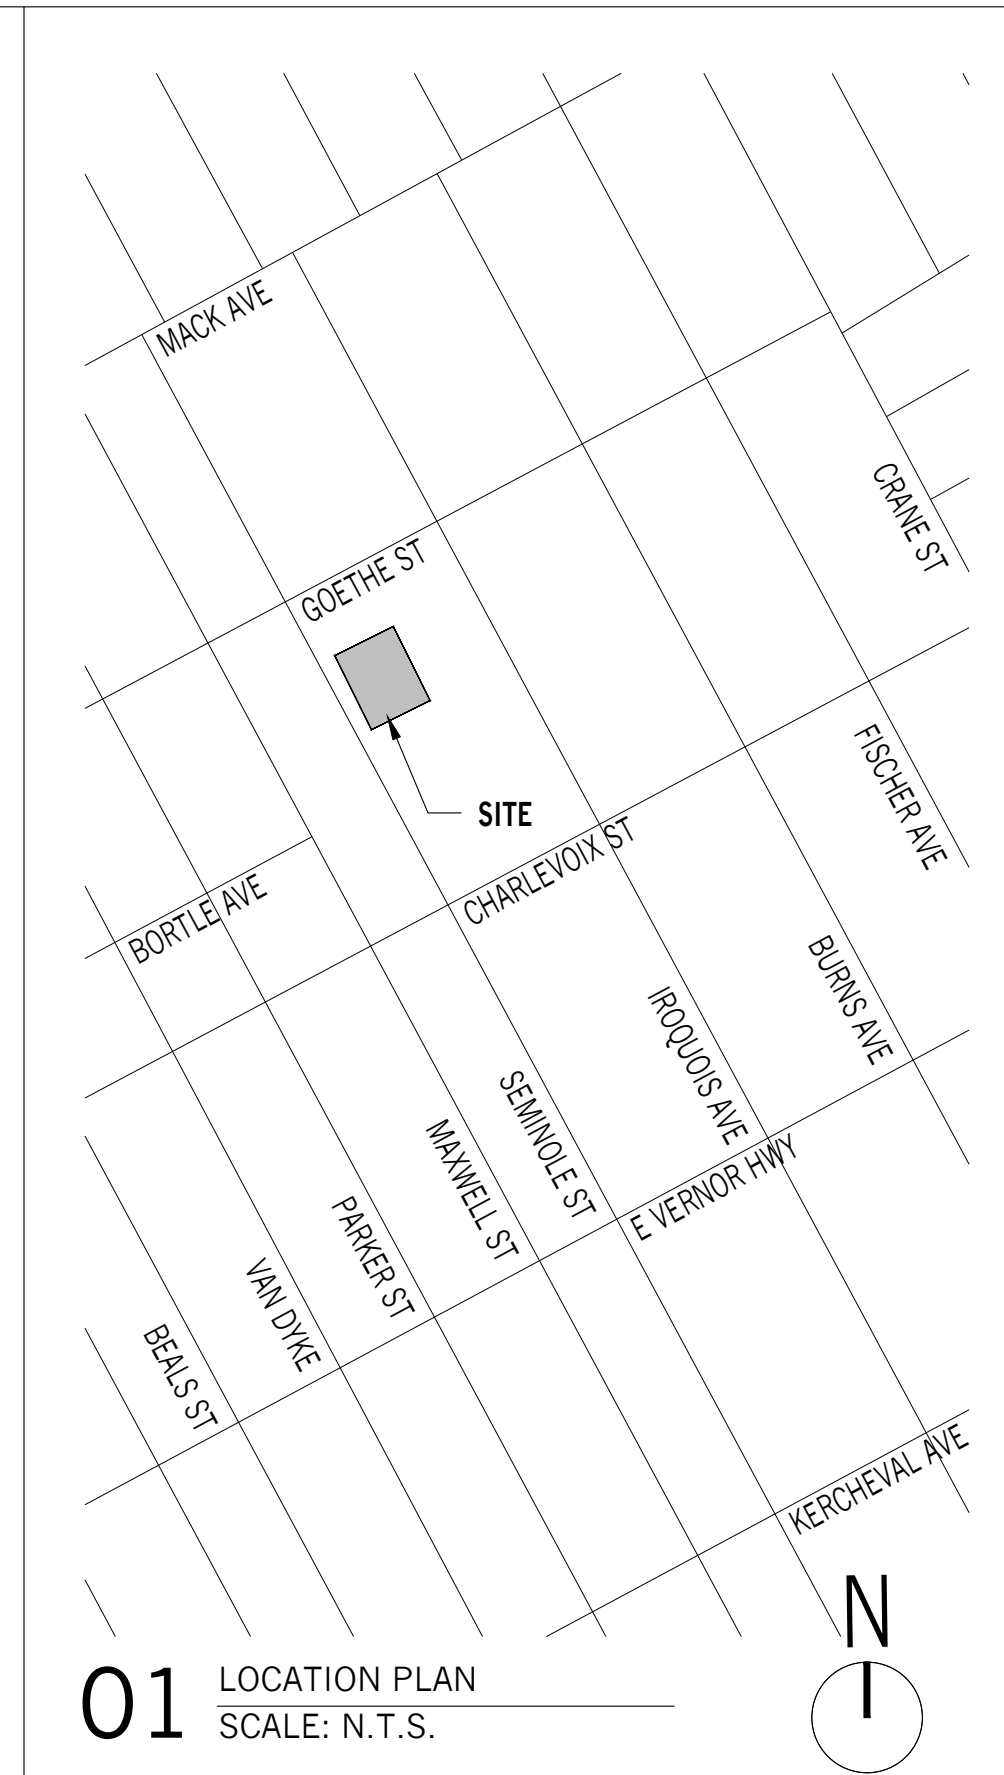 MACK AVE
CRANE ST
GOETHE ST
FISCHER AVE
SITE
CHARLEVOIX ST
BORTLE AVE
BURNS AVE
IROQUOIS AVE
SEMINOLE ST
MAXWELL ST
E VERNOR HWY
PARKER ST
VAN DYKE
BEALS ST
KERCHEVAL AVE
N
01
LOCATION PLAN
SCALE: N.T.S.